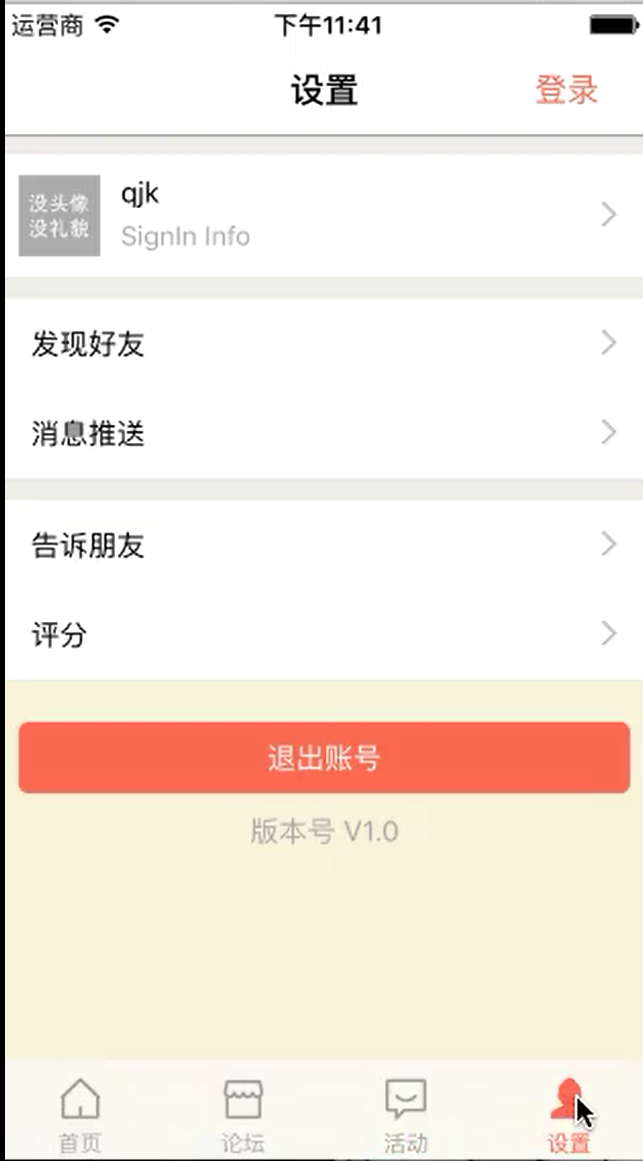 运营商
下午11:41
设置
登录
没头像
没礼貌
qjk
SignIn Info
发现好友
消息推送
告诉朋友
评分
退出账号
版本号 V1.0
首页
论坛
活动
设置